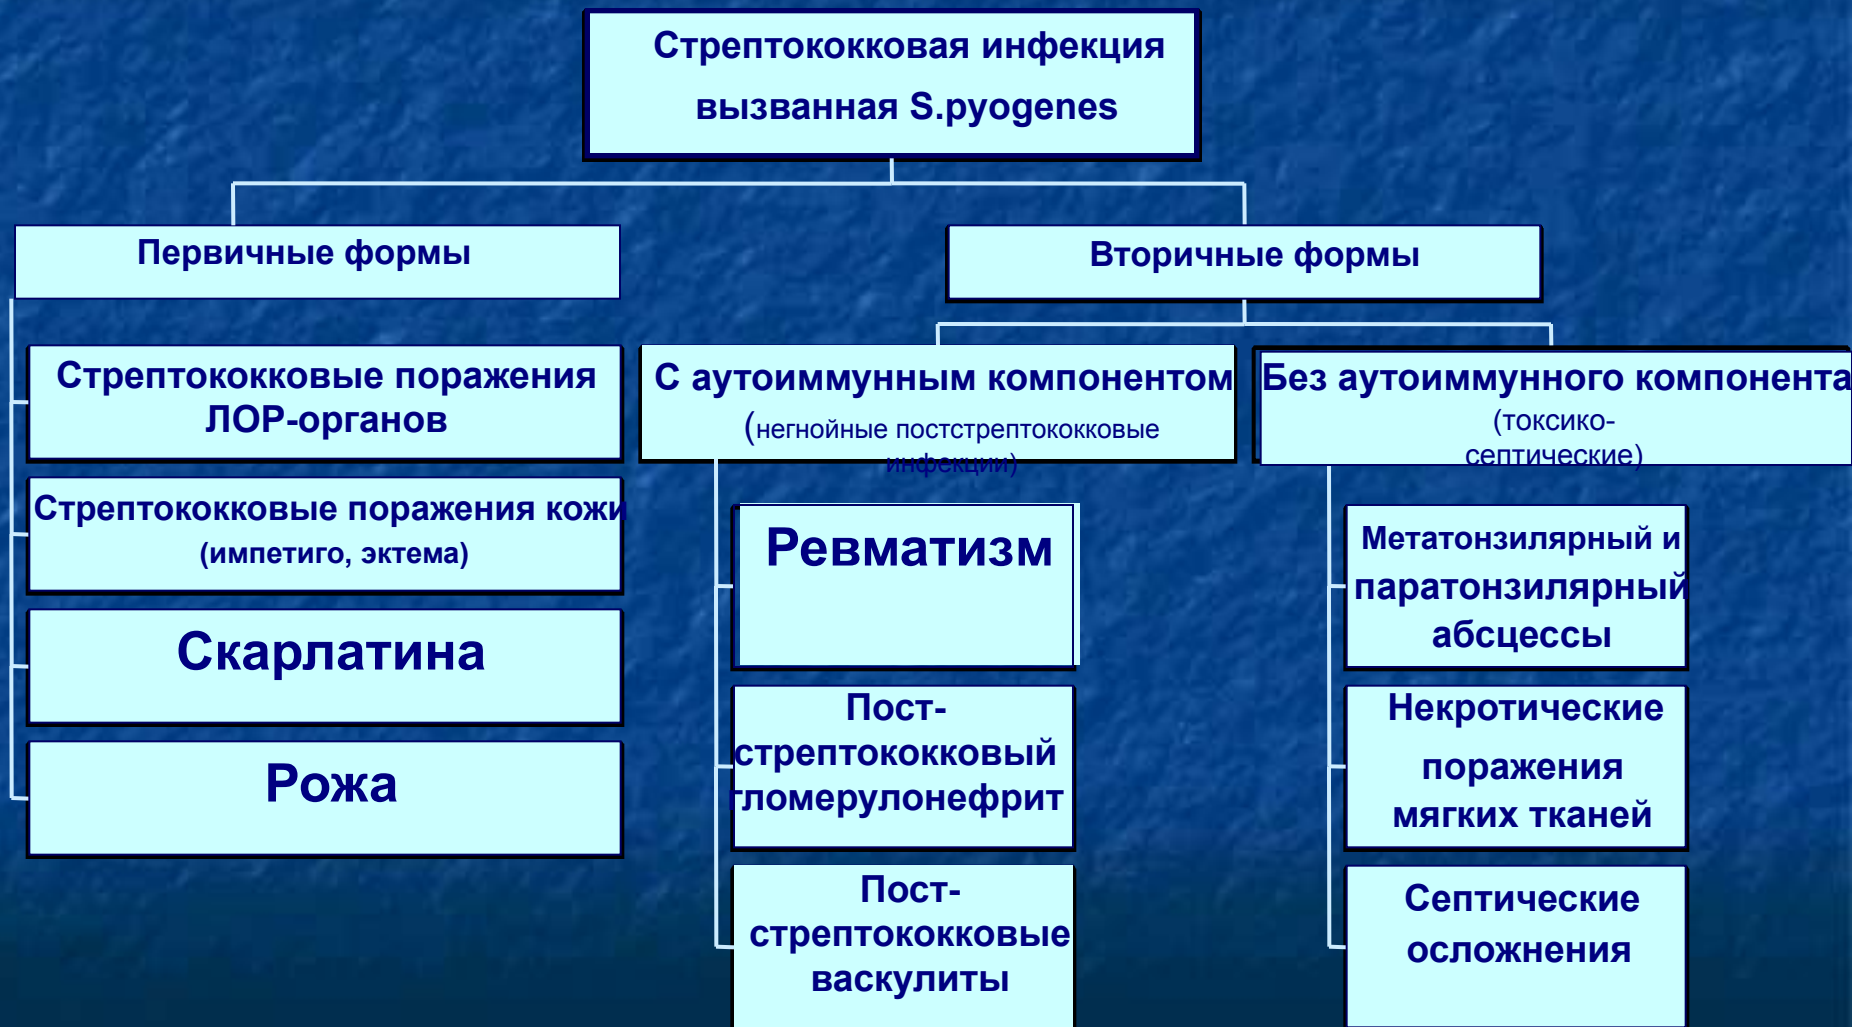 Стрептококковая инфекция
вызванная S.pyogenes
Первичные формы
Вторичные формы
Стрептококковые поражения
ЛОР-органов
Стрептококковые поражения кожи
(импетиго, эктема)
Скарлатина
Рожа
С аутоиммунным компонентом
(негнойные постстрептококковые
инфекции)
Ревматизм
Пост-
стрептококковый
гломерулонефрит
Пост-
стрептококковые
васкулиты
Без аутоиммунного компонента
(токсико-
септические)
Метатонзилярный и
паратонзилярный
абсцессы
Некротические
поражения
мягких тканей
Септические
осложнения